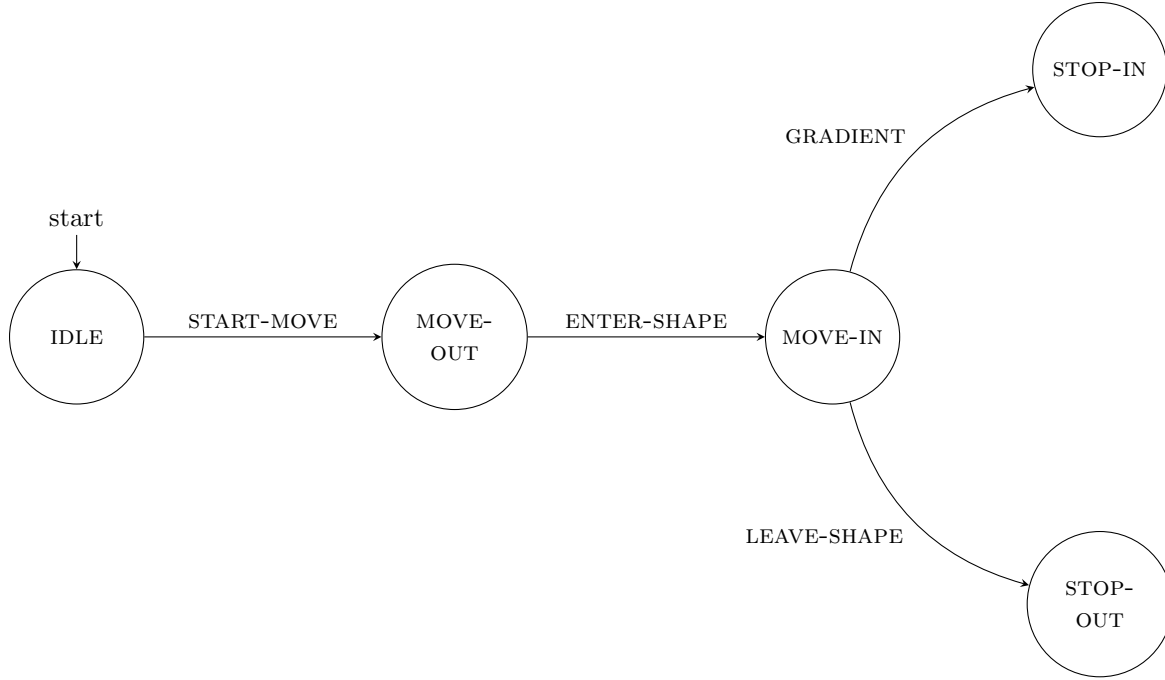 STOP-IN
GRADIENT
start
IDLE
START-MOVE
MOVE-
OUT
ENTER-SHAPE
MOVE-IN
LEAVE-SHAPE
STOP-
OUT